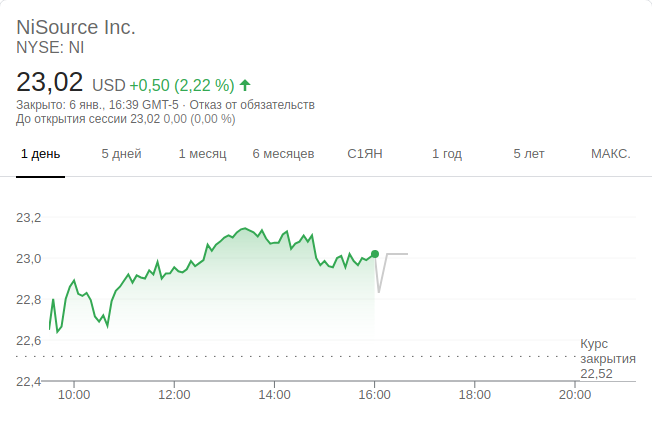 NiSource Inc.
NYSE: NI
23,02 USD +0,50 (2,22 %)
Закрыто: 6 янв., 16:39 GMT-5 · Отказ от обязательств
До открытия сессии 23,02 0,00 (0,00 %)
1 день 5 дней 1 месяц 6 месяцев С1ЯН 1 год 5 лет МАКС.
23,2
23,0
22,8
22,6
22,4
Курс
закрытия
22,52
10:00 12:00 14:00 16:00 18:00 20:00